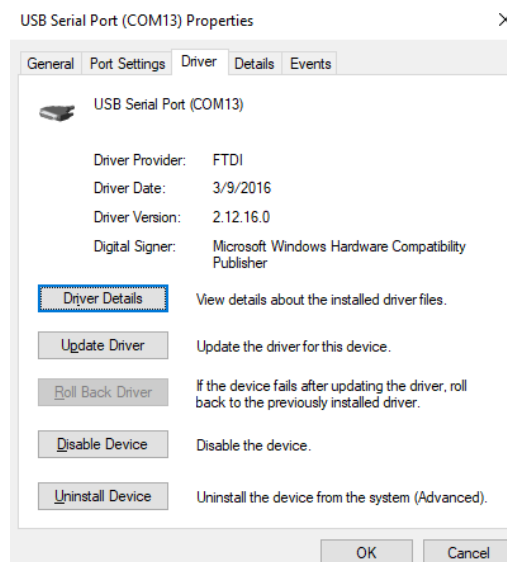 USB Serial Port (COM13) Properties
General Port Settings Driver Details Events
USB Serial Port (COM13)
Driver Provider: FTDI
Driver Date: 3/9/2016
Driver Version: 2.12.16.0
Digital Signer: Microsoft Windows Hardware Compatibility
Publisher
Driver Details View details about the installed driver files.
Update Driver Update the driver for this device.
Roll Back Driver If the device fails after updating the driver, roll
back to the previously installed driver.
Disable Device Disable the device.
Uninstall Device Uninstall the device from the system (Advanced).
OK Cancel